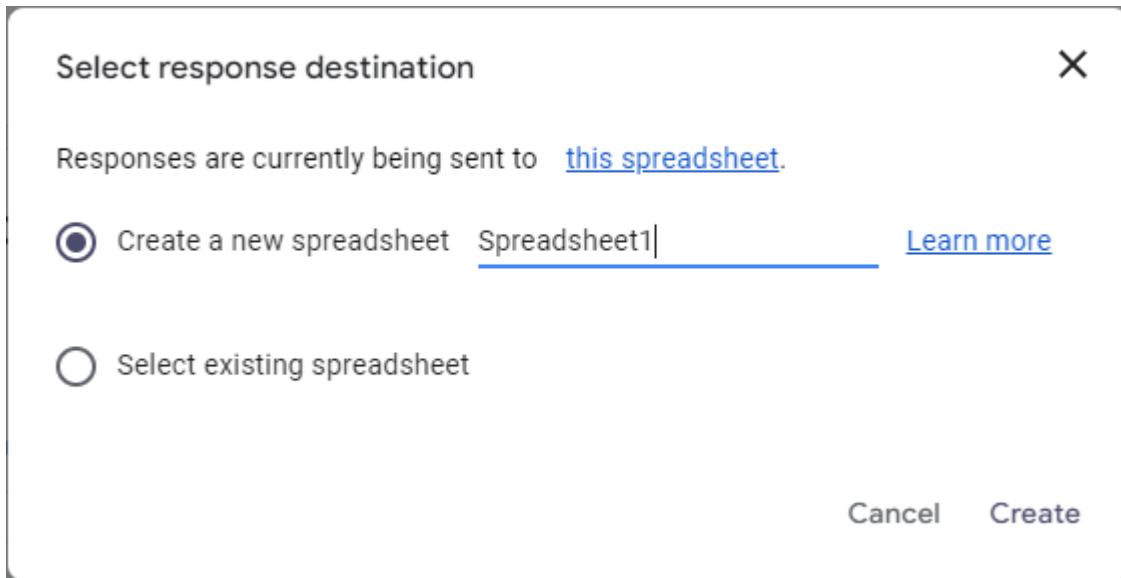 Select response destination
Responses are currently being sent to this spreadsheet.
Create a new spreadsheet Spreadsheet1 Learn more
Select existing spreadsheet
Cancel Create